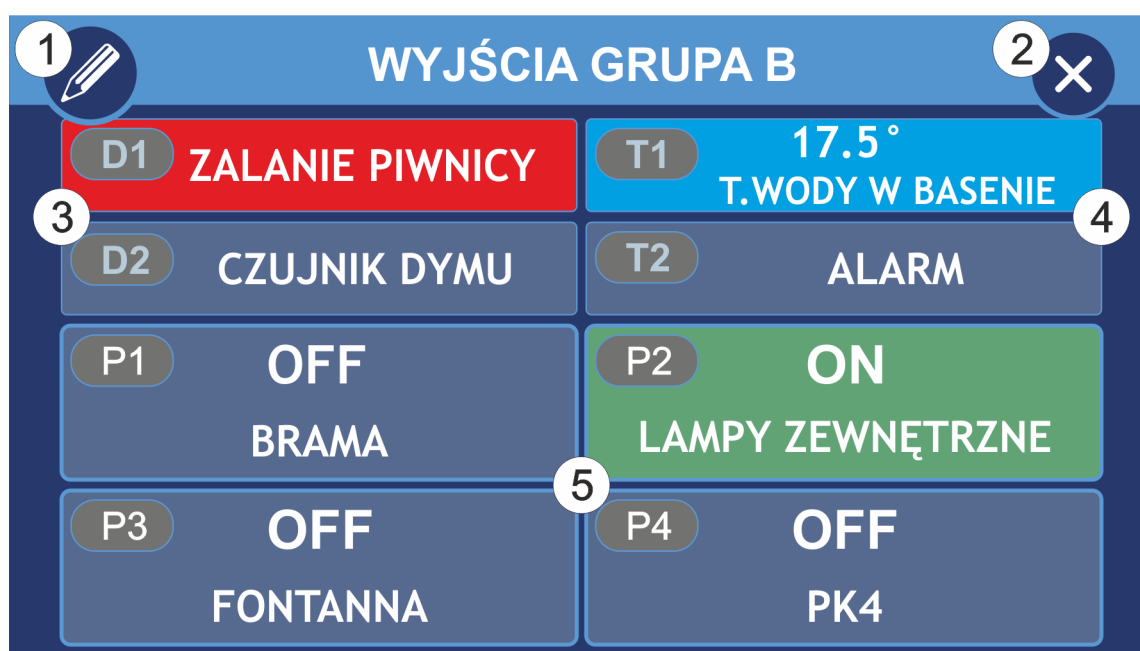 1
WYJŚCIA GRUPA B
2
D1
ZALANIE PIWNICY
T1
17.5°
T.WODY W BASENIE
3
4
D2
CZUJNIK DYMU
T2
ALARM
P1
OFF
BRAMA
P2
ON
LAMPY ZEWNĘTRZNE
5
P3
OFF
FONTANNA
P4
OFF
PK4